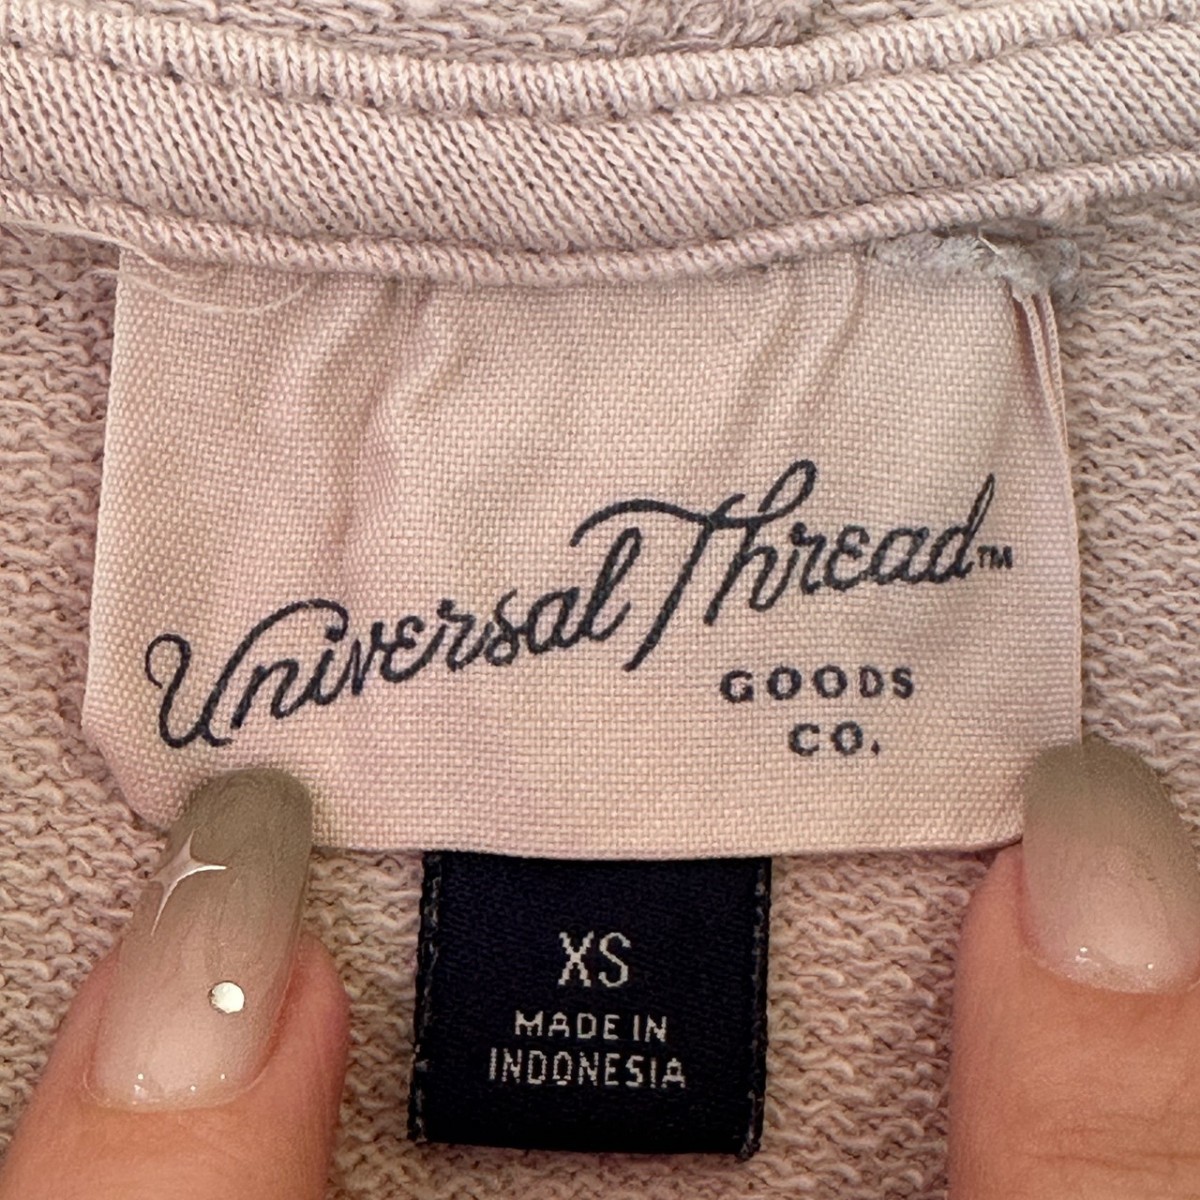 Universal Thread™
GOODS
CO.
XS
MADE IN
INDONESIA